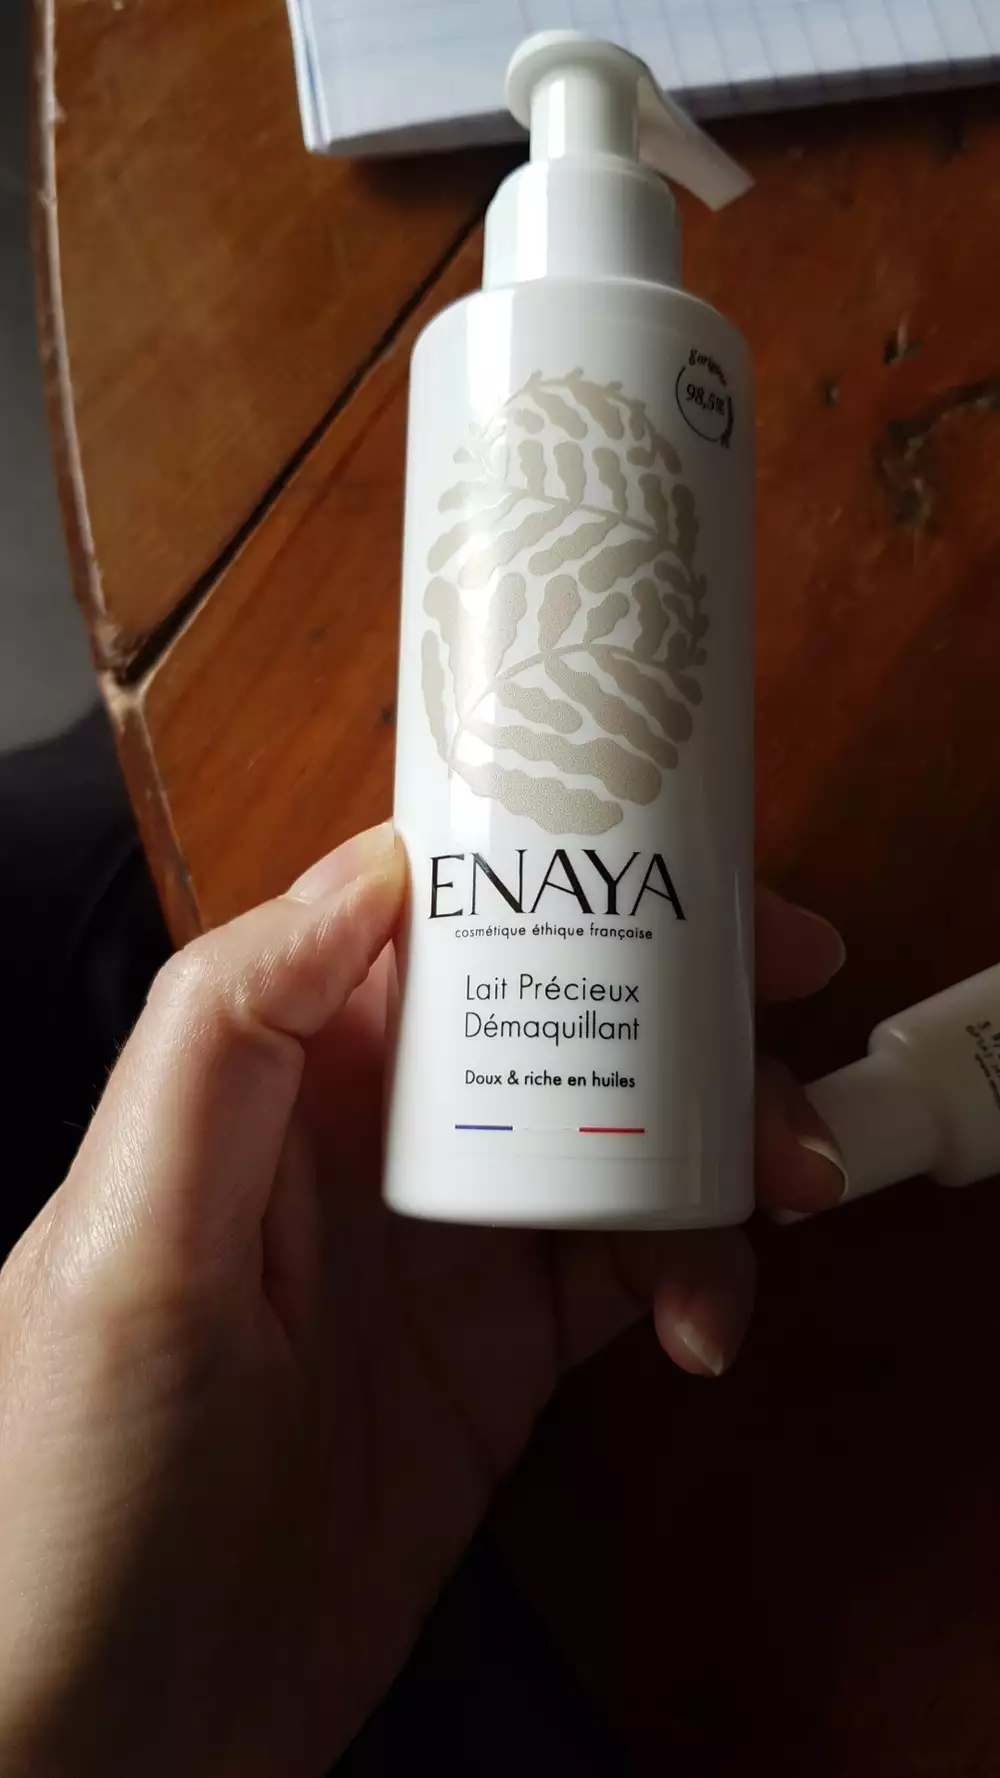 98,5%
ENAYA
cosmétique éthique française
Lait Précieux
Démaquillant
Doux & riche en huiles